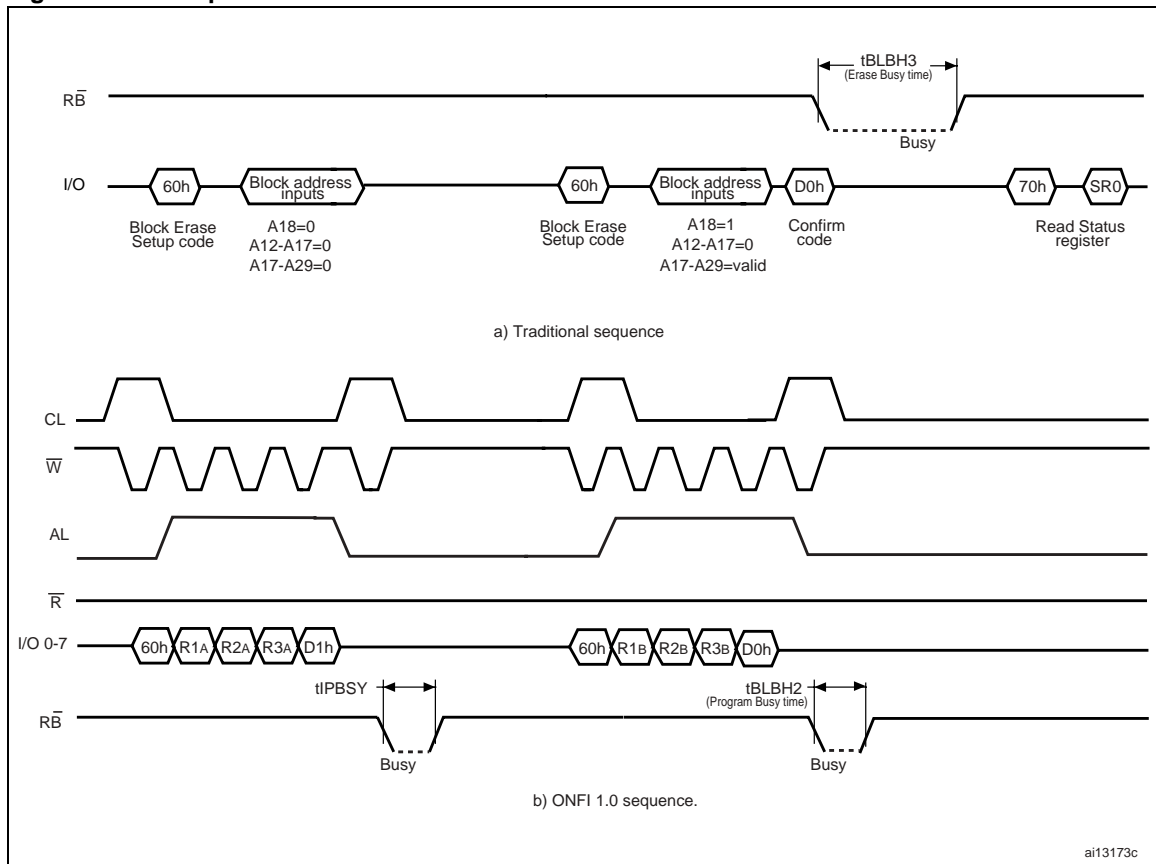 tBLBH3
(Erase Busy time)
RB̅
Busy
I/O
60h
Block address
inputs
60h
Block address
inputs
D0h
70h
SR0
Block Erase
Setup code
A18=0
A12-A17=0
A17-A29=0
Block Erase
Setup code
A18=1
A12-A17=0
A17-A29=valid
Confirm
code
Read Status
register
a) Traditional sequence
CL
W̅
AL
R̅
I/O 0-7
60h R1A R2A R3A D1h
60h R1B R2B R3B D0h
tIPBSY
tBLBH2
(Program Busy time)
RB̅
Busy
Busy
b) ONFI 1.0 sequence.
ai13173c